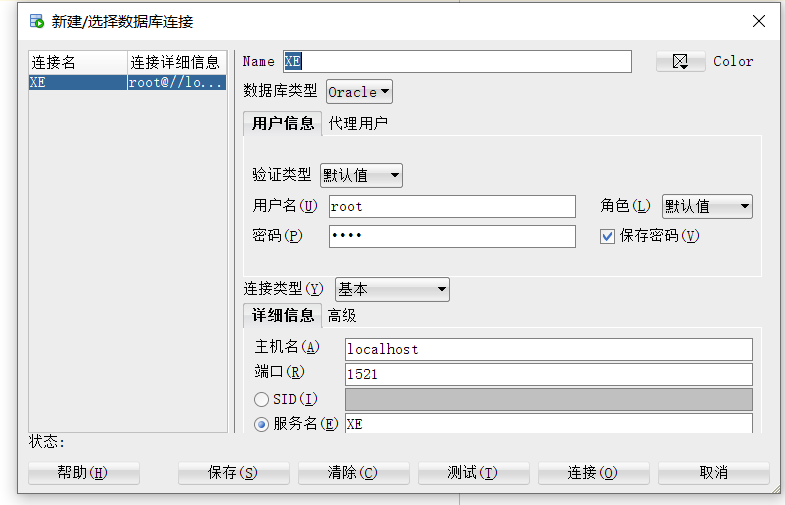 新建/选择数据库连接
连接名 连接详细信息
XE root@//lo...
Name XE Color
数据库类型 Oracle
用户信息 代理用户
验证类型 默认值
用户名(U) root 角色(L) 默认值
密码(P) •••• 保存密码(V)
连接类型(Y) 基本
详细信息 高级
主机名(A) localhost
端口(R) 1521
SID(I)
服务名(E) XE
状态:
帮助(H) 保存(S) 清除(C) 测试(T) 连接(O) 取消